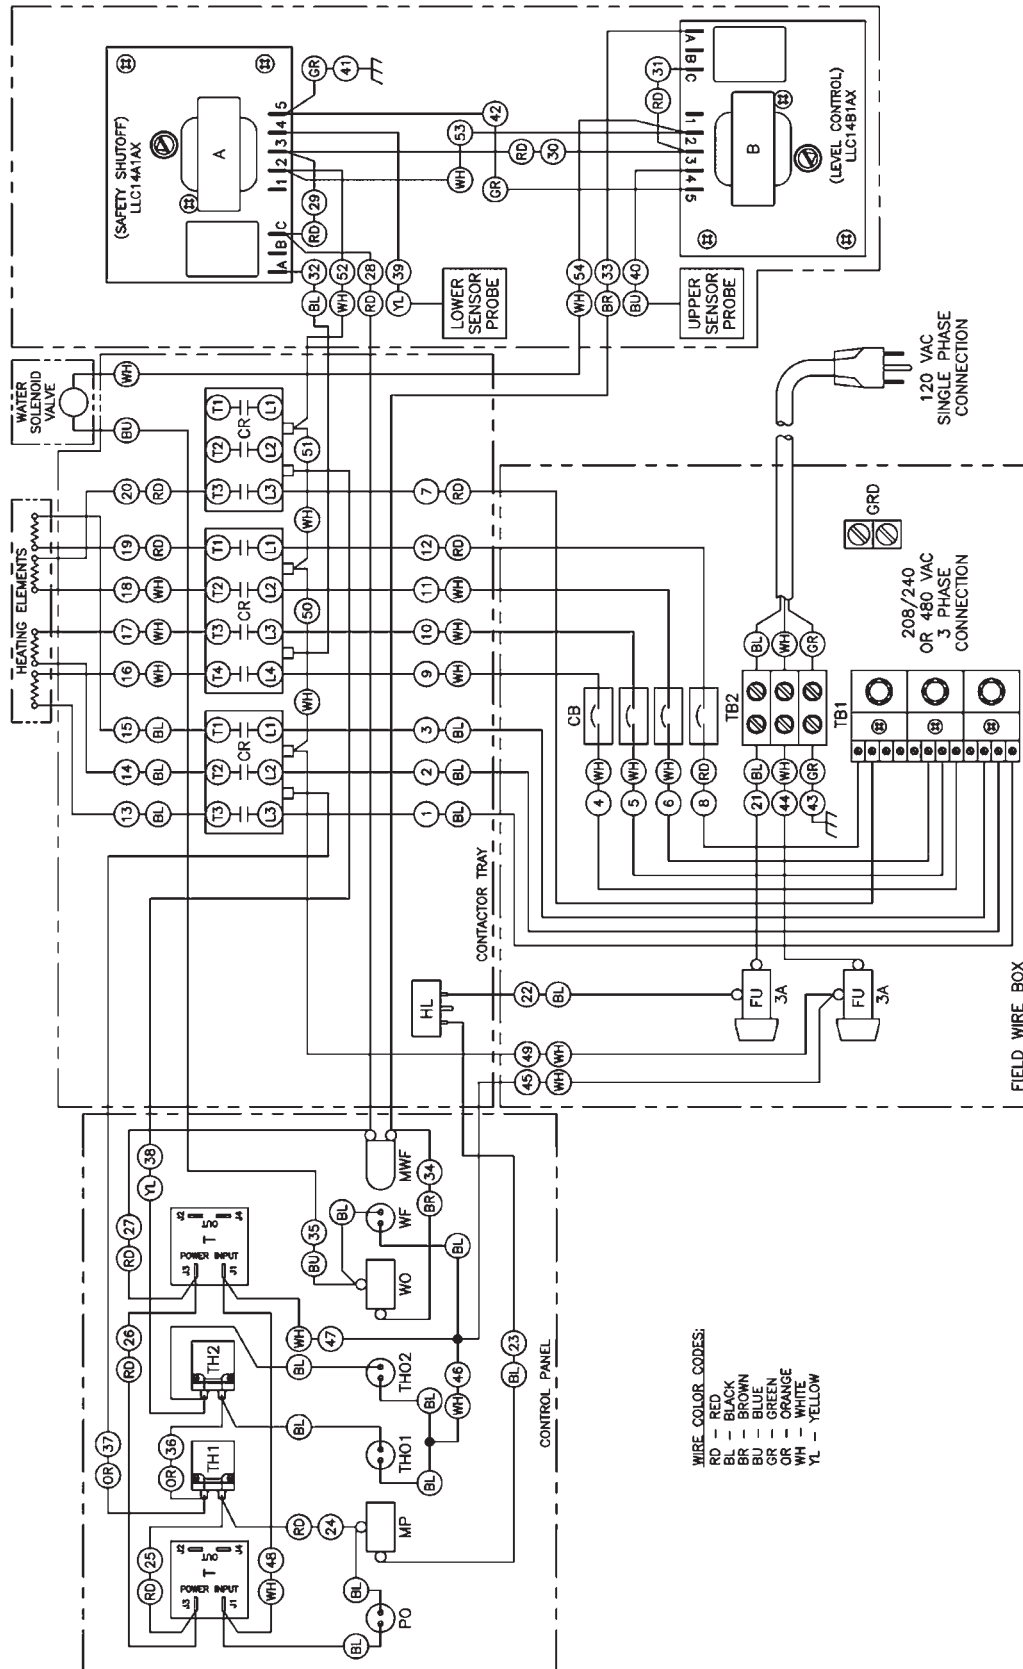 (SAFETY SHUTOFF)
LLC14A1AX
A
A B C 1 2 3 4 5
GR 41
RD 29
32 BL
52 WH
28 RD
39 YL
LOWER
SENSOR
PROBE
42
53
WH
GR
RD 30
31 RD
(LEVEL CONTROL)
LLC14B1AX
B
A B C 1 2 3 4 5
54 WH
33 BR
40 BU
UPPER
SENSOR
PROBE
WATER
SOLENOID
VALVE
WH
BU
HEATING ELEMENTS
20 RD
19 RD
18 WH
17 WH
16 WH
15 BL
14 BL
13 BL
T1 L1
T2 CR L2
T3 L3
T1 L1
T2 L2
T3 CR L3
T4 L4
T1 L1
T2 CR L2
T3 L3
51
WH
50
WH
7 RD
12 RD
11 WH
10 WH
9 WH
3 BL
2 BL
1 BL
CONTACTOR TRAY
120 VAC
SINGLE PHASE
CONNECTION
GRD
208/240
OR 480 VAC
3 PHASE
CONNECTION
CB
4 WH
5 WH
6 WH
8 RD
TB2
BL
WH
GR
21 BL
44 WH
43 GR
TB1
FU
3A
FU
3A
FIELD WIRE BOX
HL
22 BL
49 WH
45 WH
37 OR
38 YL
27 RD
26 RD
36 OR
25 RD
48 WH
J2 J4
OUT
T
POWER INPUT
J3 J1
TH2
TH1
J2 J4
OUT
T
POWER INPUT
J3 J1
35 BU
BL
34 BR
MWF
WF
WO
BL
WH 47
BL
THO2
BL
THO1
BL
BL
46 WH
23 BL
RD 24
MP
BL
PO
BL
CONTROL PANEL
WIRE COLOR CODES:
RD – RED
BL – BLACK
BR – BROWN
BU – BLUE
GR – GREEN
OR – ORANGE
WH – WHITE
YL – YELLOW